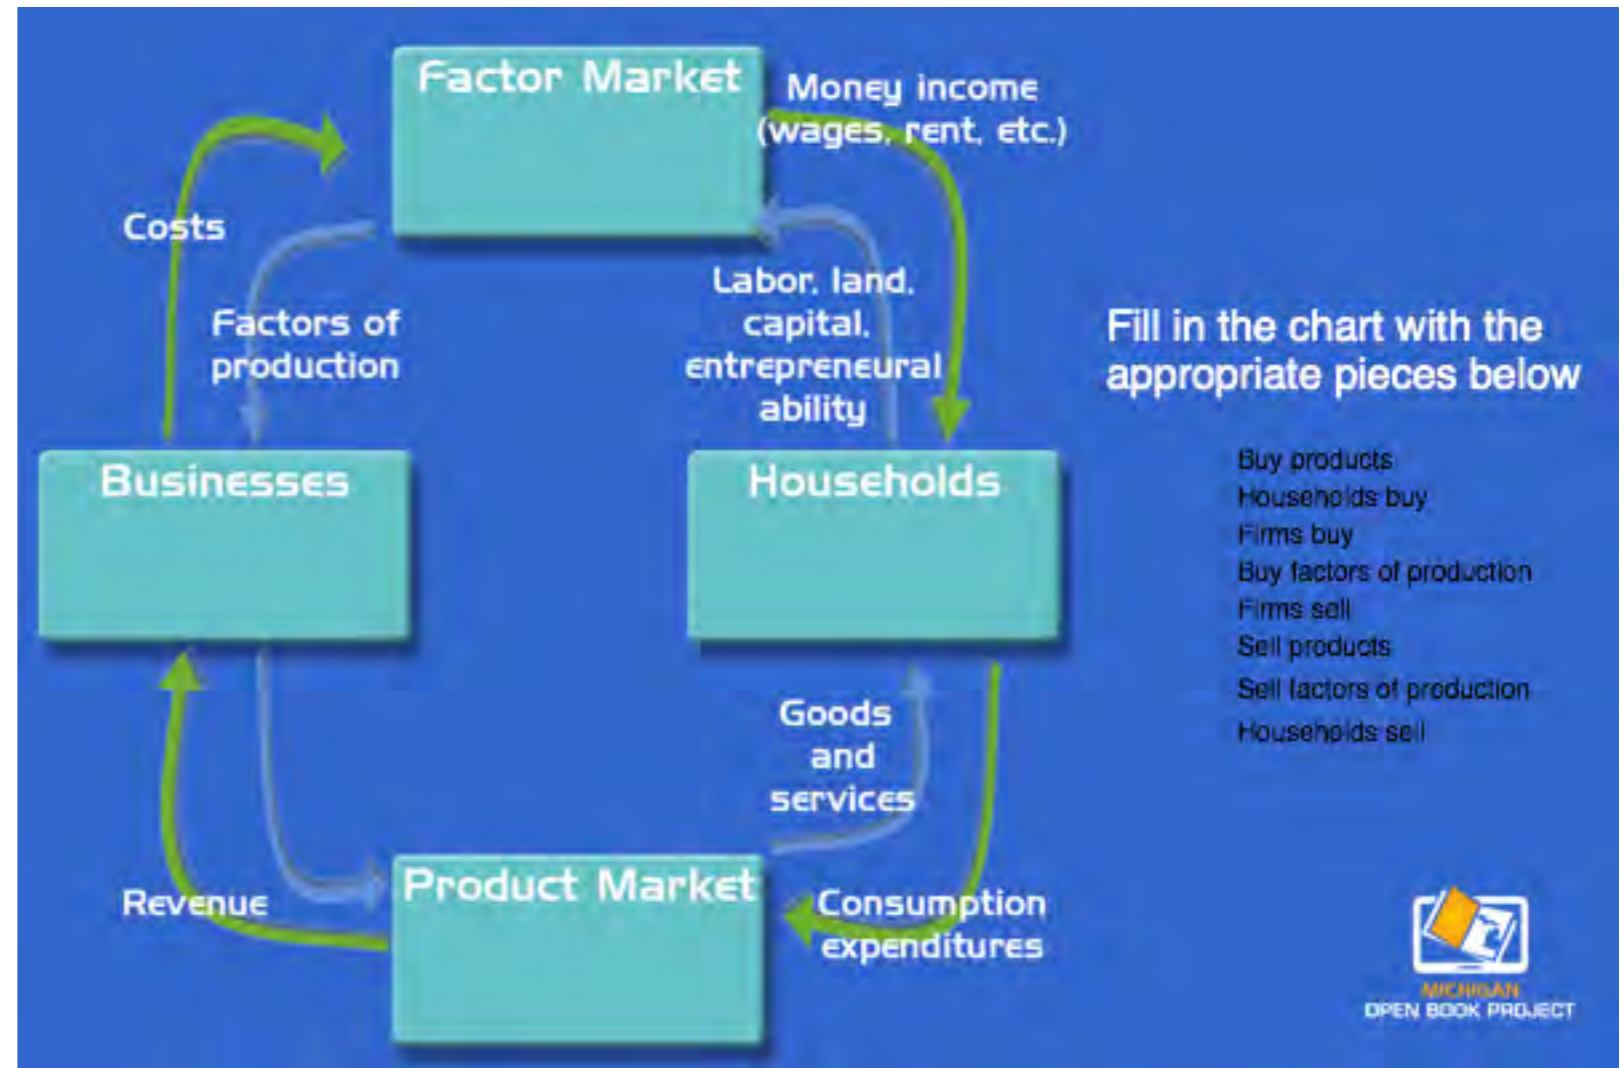 Factor Market
Money income
(wages, rent, etc.)
Costs
Factors of
production
Labor, land,
capital,
entrepreneural
ability
Businesses
Households
Goods
and
services
Revenue
Product Market
Consumption
expenditures
Fill in the chart with the
appropriate pieces below
Buy products
Households buy
Firms buy
Buy factors of production
Firms sell
Sell products
Sell factors of production
Households sell
MICHIGAN
OPEN BOOK PROJECT